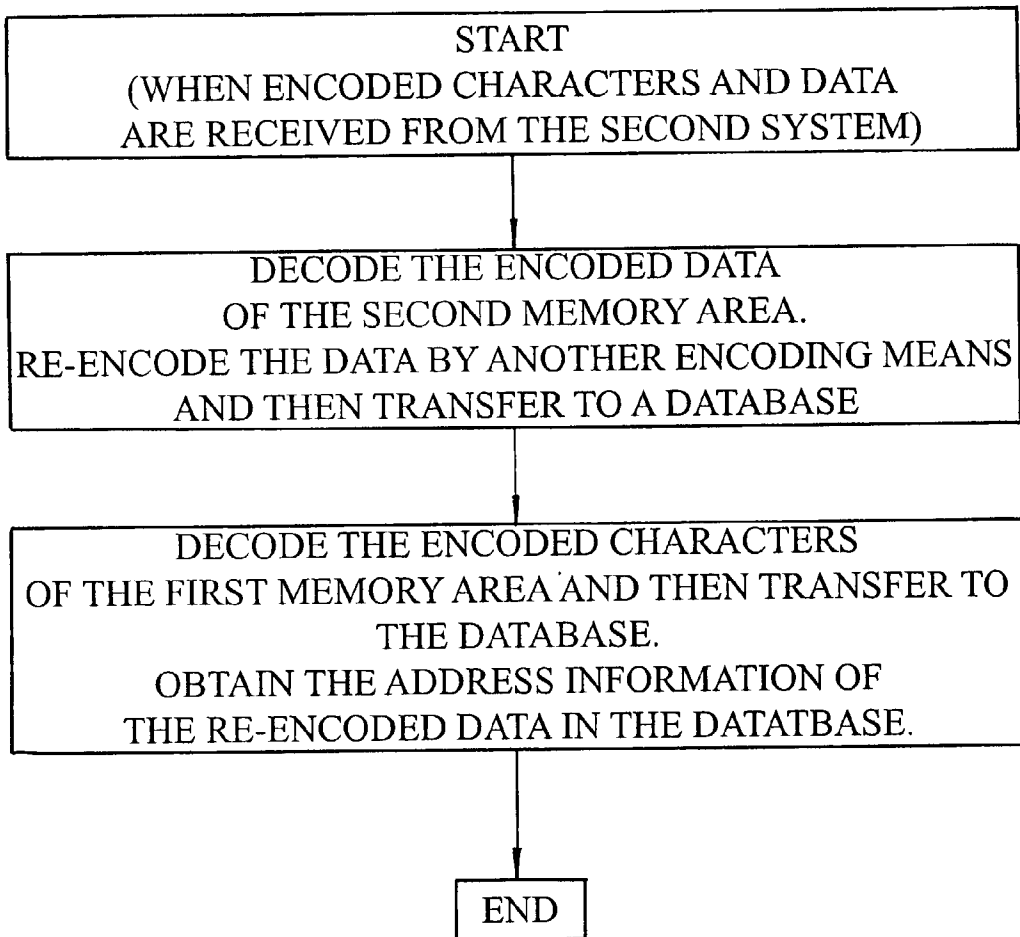 START
(WHEN ENCODED CHARACTERS AND DATA
ARE RECEIVED FROM THE SECOND SYSTEM)
DECODE THE ENCODED DATA
OF THE SECOND MEMORY AREA.
RE-ENCODE THE DATA BY ANOTHER ENCODING MEANS
AND THEN TRANSFER TO A DATABASE
DECODE THE ENCODED CHARACTERS
OF THE FIRST MEMORY AREA AND THEN TRANSFER TO
THE DATABASE.
OBTAIN THE ADDRESS INFORMATION OF
THE RE-ENCODED DATA IN THE DATATBASE.
END